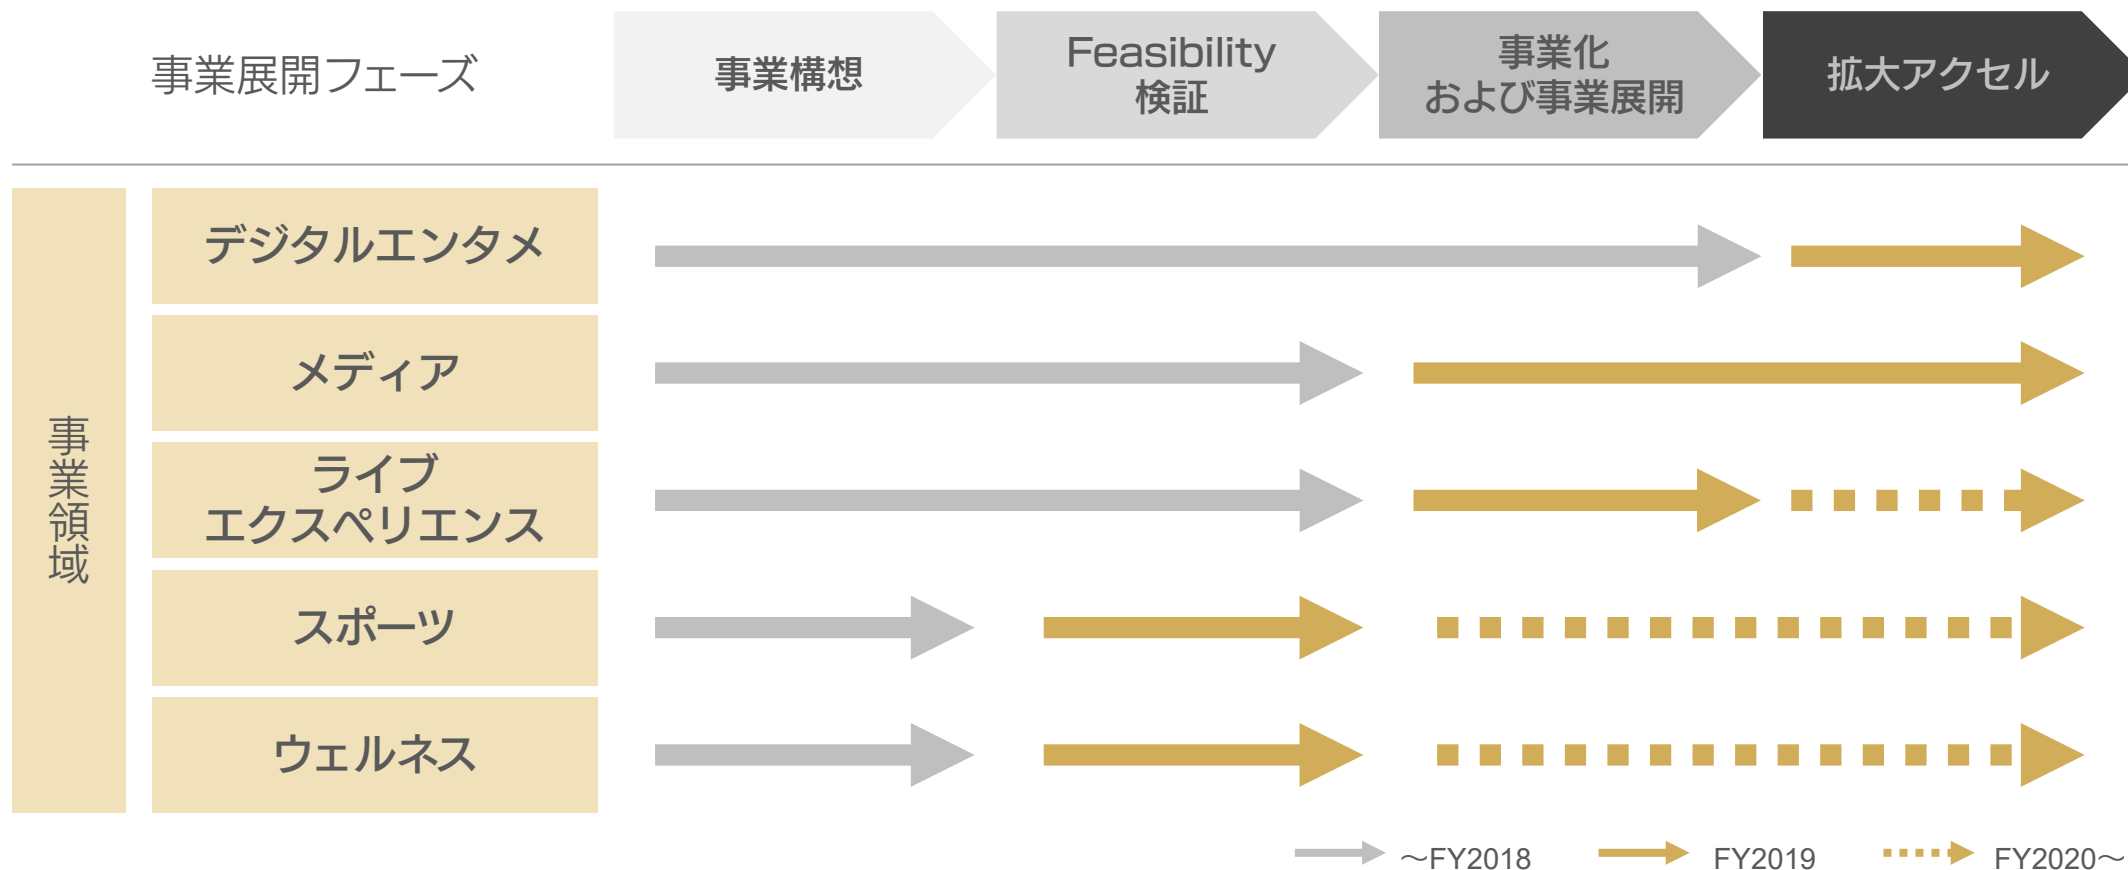 事業展開フェーズ
事業構想
Feasibility
検証
事業化
および事業展開
拡大アクセル
事業領域
デジタルエンタメ
メディア
ライブ
エクスペリエンス
スポーツ
ウェルネス
～FY2018
FY2019
FY2020～